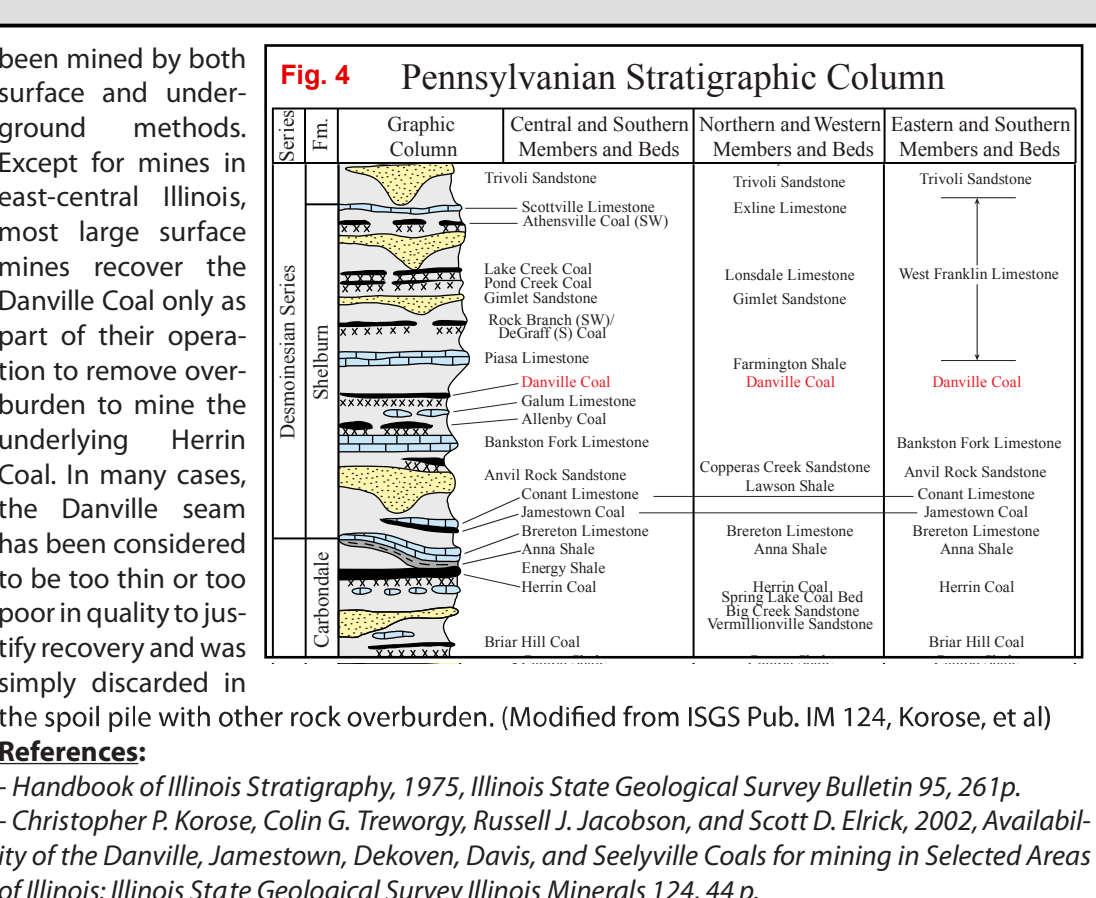 been mined by both
surface and under-
ground methods.
Except for mines in
east-central Illinois,
most large surface
mines recover the
Danville Coal only as
part of their opera-
tion to remove over-
burden to mine the
underlying Herrin
Coal. In many cases,
the Danville seam
has been considered
to be too thin or too
poor in quality to jus-
tify recovery and was
simply discarded in
the spoil pile with other rock overburden. (Modified from ISGS Pub. IM 124, Korose, et al)
Fig. 4 Pennsylvanian Stratigraphic Column
Series
Fm.
Graphic
Column
Central and Southern
Members and Beds
Northern and Western
Members and Beds
Eastern and Southern
Members and Beds
Desmoinesian Series
Shelburn
Carbondale
Trivoli Sandstone
Scottville Limestone
Athensville Coal (SW)
Lake Creek Coal
Pond Creek Coal
Gimlet Sandstone
Rock Branch (SW)/
DeGraff (S) Coal
Piasa Limestone
Danville Coal
Galum Limestone
Allenby Coal
Bankston Fork Limestone
Anvil Rock Sandstone
Conant Limestone
Jamestown Coal
Brereton Limestone
Anna Shale
Energy Shale
Herrin Coal
Briar Hill Coal
Trivoli Sandstone
Exline Limestone
Lonsdale Limestone
Gimlet Sandstone
Farmington Shale
Danville Coal
Copperas Creek Sandstone
Lawson Shale
Brereton Limestone
Anna Shale
Herrin Coal
Spring Lake Coal Bed
Big Creek Sandstone
Vermillionville Sandstone
Trivoli Sandstone
West Franklin Limestone
Danville Coal
Bankston Fork Limestone
Anvil Rock Sandstone
Conant Limestone
Jamestown Coal
Brereton Limestone
Anna Shale
Herrin Coal
Briar Hill Coal
References:
- Handbook of Illinois Stratigraphy, 1975, Illinois State Geological Survey Bulletin 95, 261p.
- Christopher P. Korose, Colin G. Treworgy, Russell J. Jacobson, and Scott D. Elrick, 2002, Availabil-
ity of the Danville, Jamestown, Dekoven, Davis, and Seelyville Coals for mining in Selected Areas
of Illinois: Illinois State Geological Survey Illinois Minerals 124, 44 p.